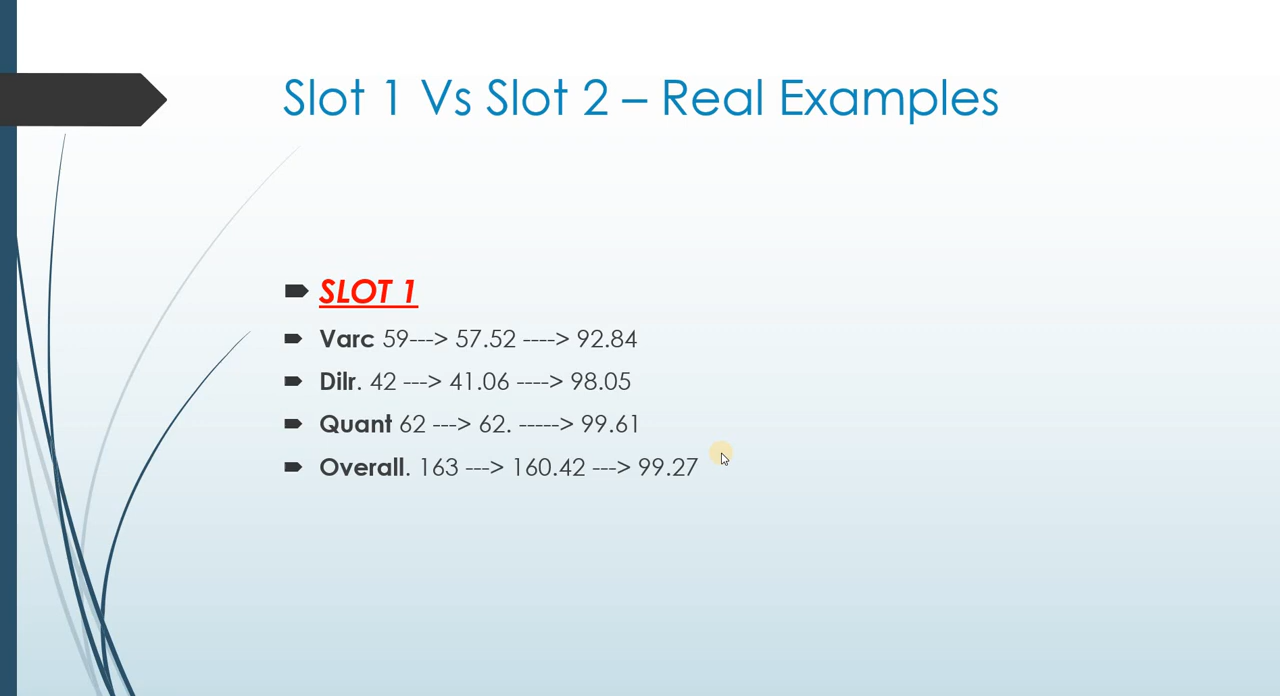 Slot 1 Vs Slot 2 – Real Examples
SLOT 1
Varc 59---> 57.52 ----> 92.84
Dilr. 42 ---> 41.06 ----> 98.05
Quant 62 ---> 62. -----> 99.61
Overall. 163 ---> 160.42 ---> 99.27